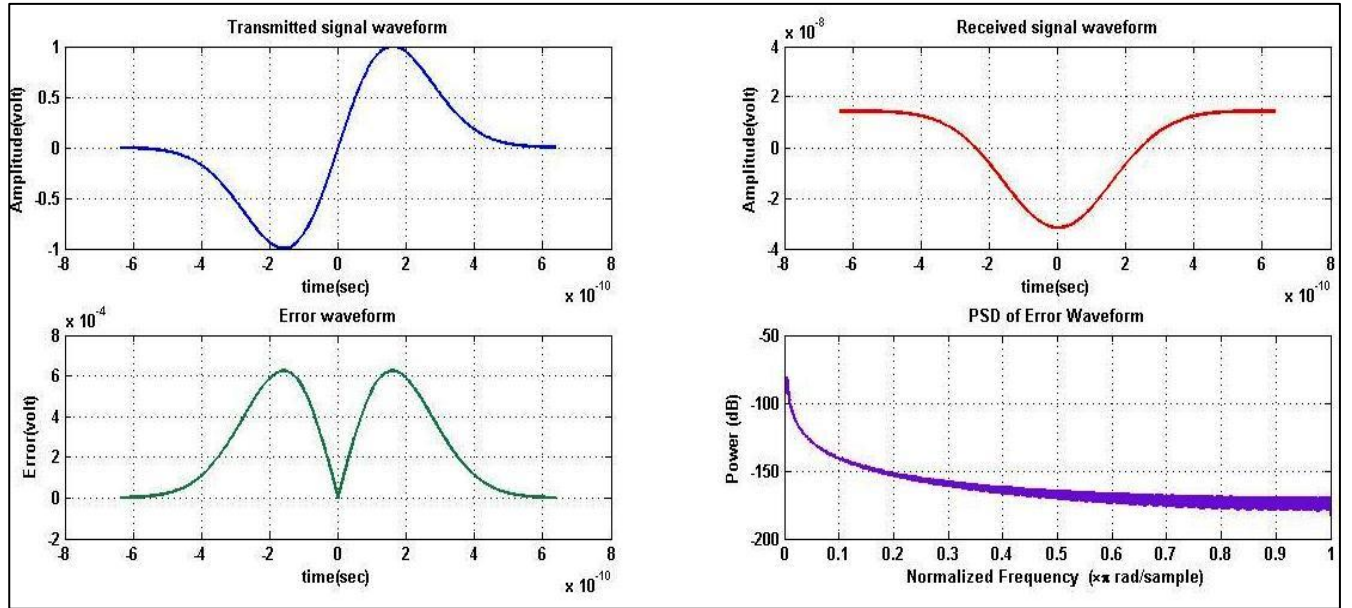 Transmitted signal waveform
Amplitude(volt)
1
0.5
0
-0.5
-1
-8 -6 -4 -2 0 2 4 6 8
time(sec)
x 10^-10
Received signal waveform
x 10^-8
Amplitude(volt)
4
2
0
-2
-4
-8 -6 -4 -2 0 2 4 6 8
time(sec)
x 10^-10
Error waveform
x 10^-4
Error(volt)
8
6
4
2
0
-2
-8 -6 -4 -2 0 2 4 6 8
time(sec)
x 10^-10
PSD of Error Waveform
Power (dB)
-50
-100
-150
-200
0 0.1 0.2 0.3 0.4 0.5 0.6 0.7 0.8 0.9 1
Normalized Frequency (×π rad/sample)